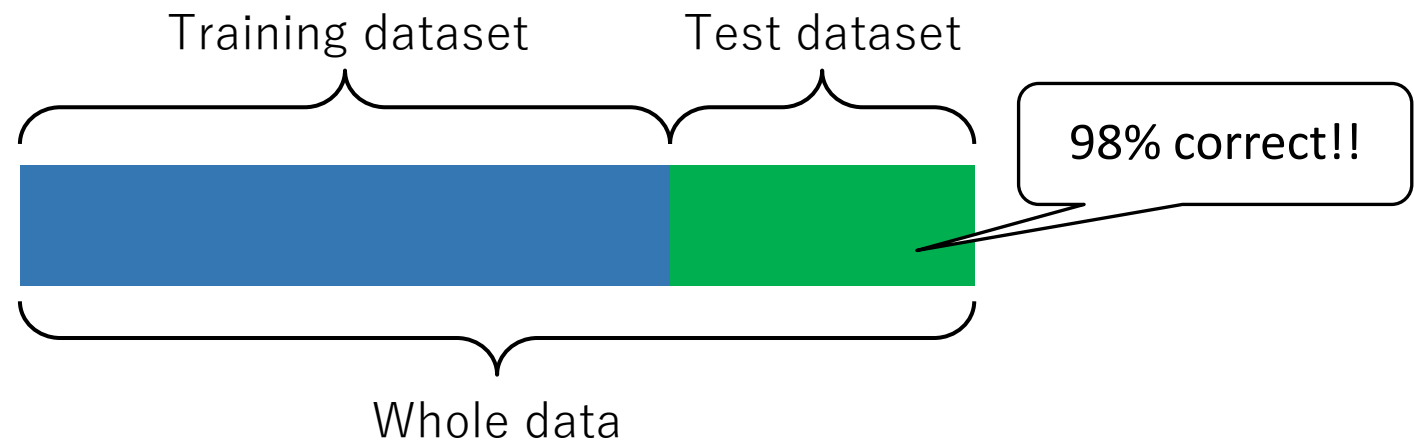 Training dataset
Test dataset
98% correct!!
Whole data